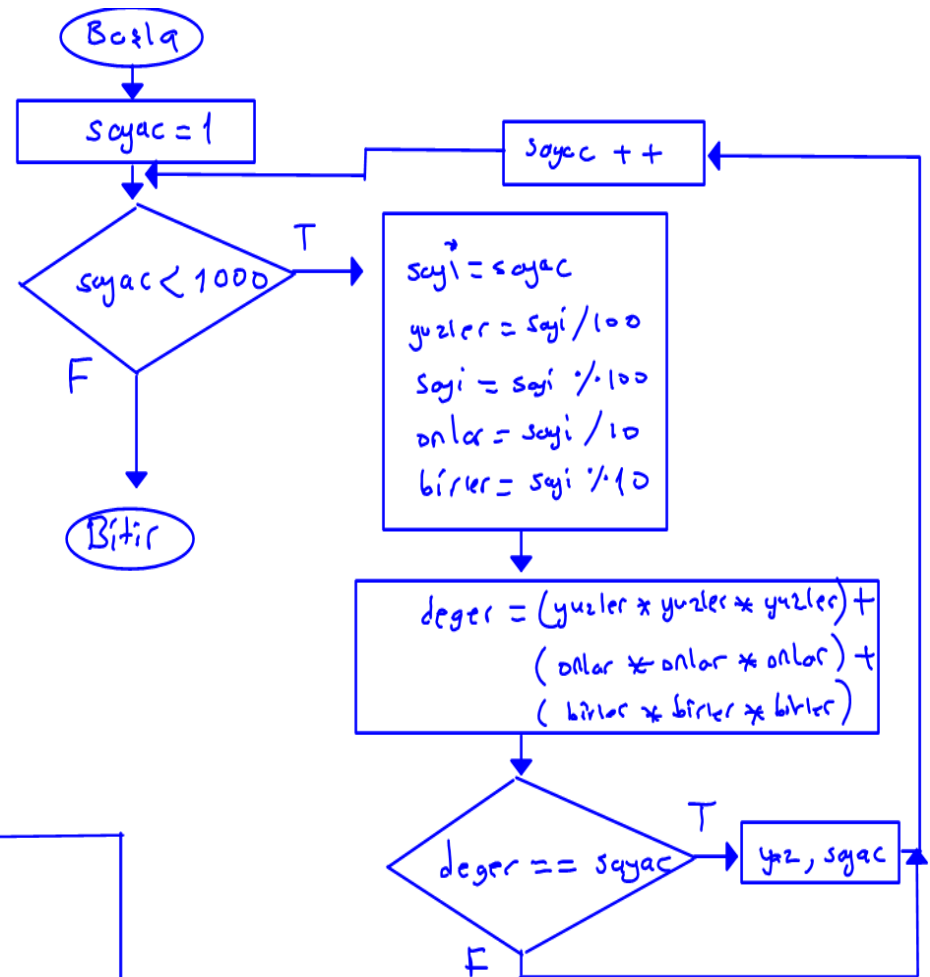 Başla
sayac = 1
sayac ++
sayac < 1000
T
F
Bitir
sayi = sayac
yuzler = sayi / 100
sayi = sayi % 100
onlar = sayi / 10
birler = sayi % 10
deger = (yuzler * yuzler * yuzler) +
( onlar * onlar * onlar) +
( birler * birler * birler)
deger == sayac
T
yaz, sayac
F